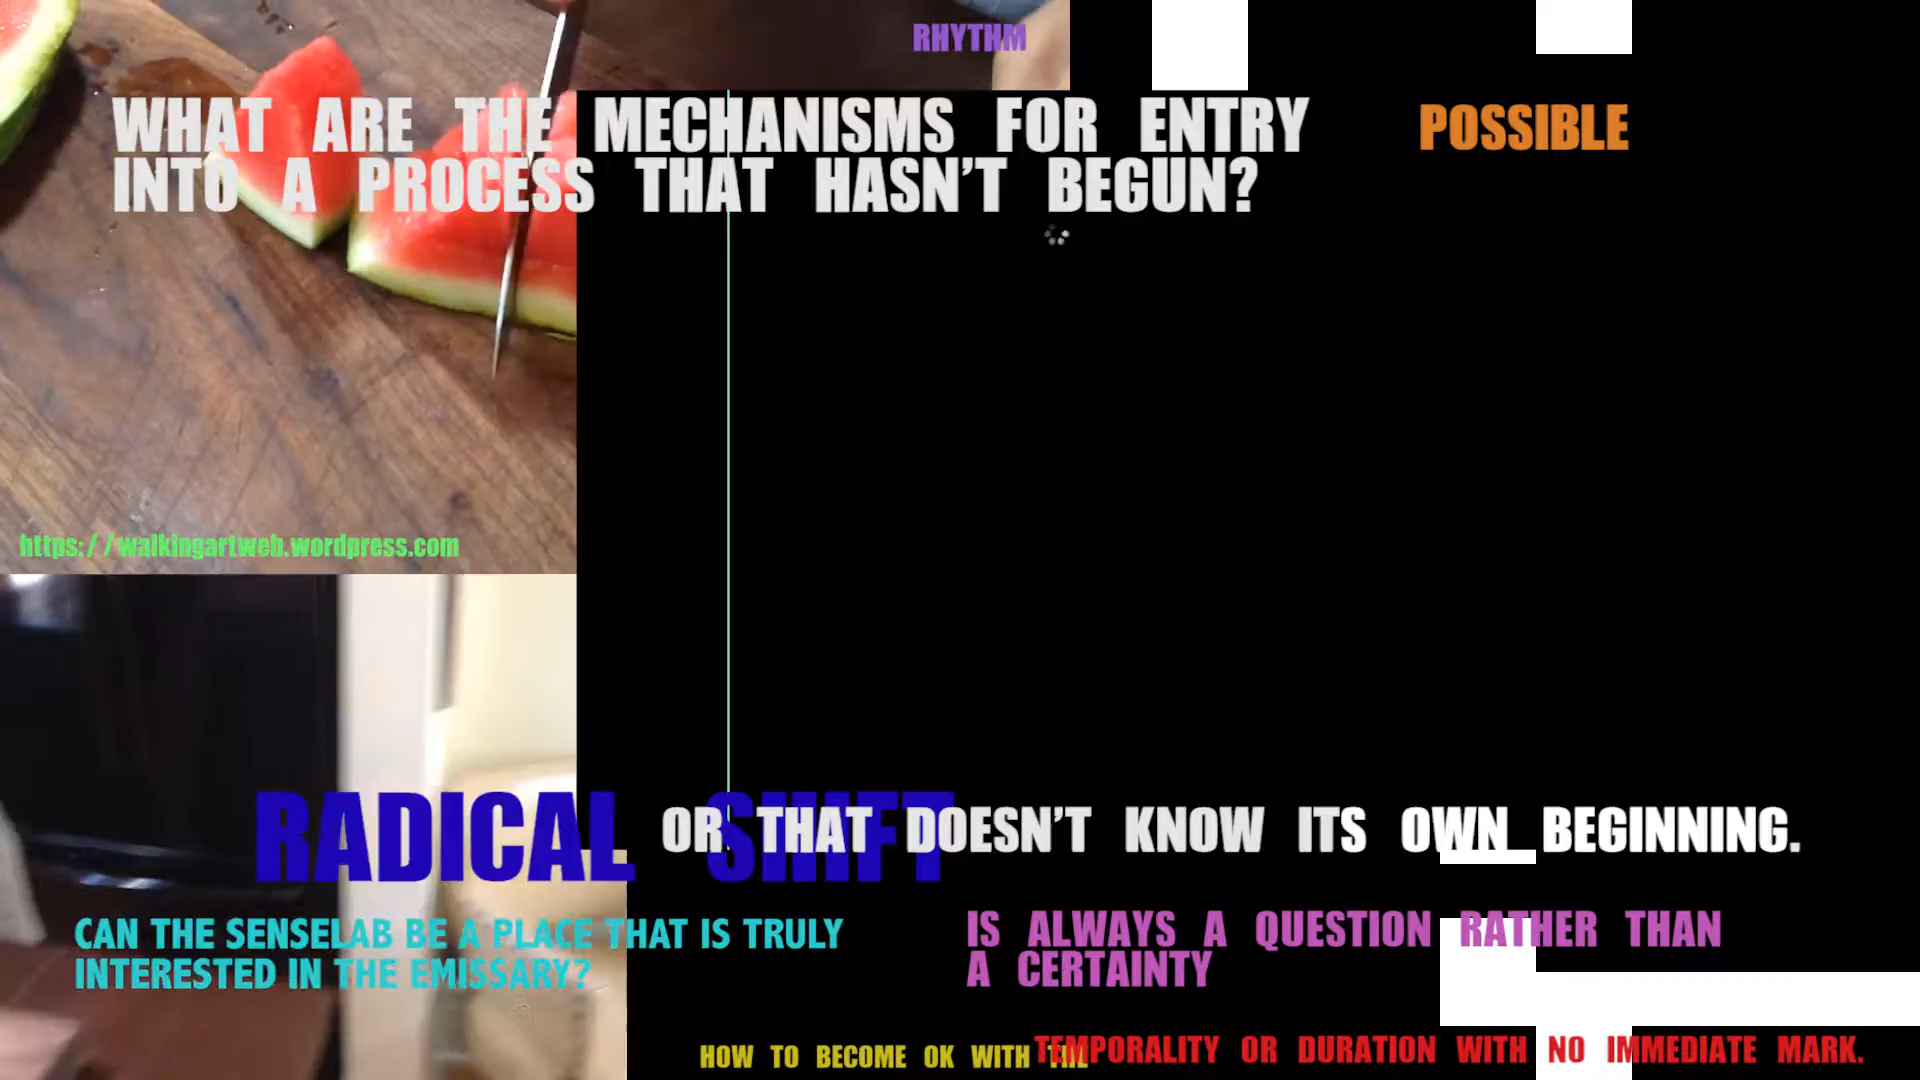 RHYTHM
WHAT ARE THE MECHANISMS FOR ENTRY
INTO A PROCESS THAT HASN'T BEGUN?
POSSIBLE
https://walkingartweb.wordpress.com
RADICAL SHIFT
OR THAT DOESN'T KNOW ITS OWN BEGINNING.
CAN THE SENSELAB BE A PLACE THAT IS TRULY
INTERESTED IN THE EMISSARY?
IS ALWAYS A QUESTION RATHER THAN
A CERTAINTY
HOW TO BECOME OK WITH
TEMPORALITY OR DURATION WITH NO IMMEDIATE MARK.